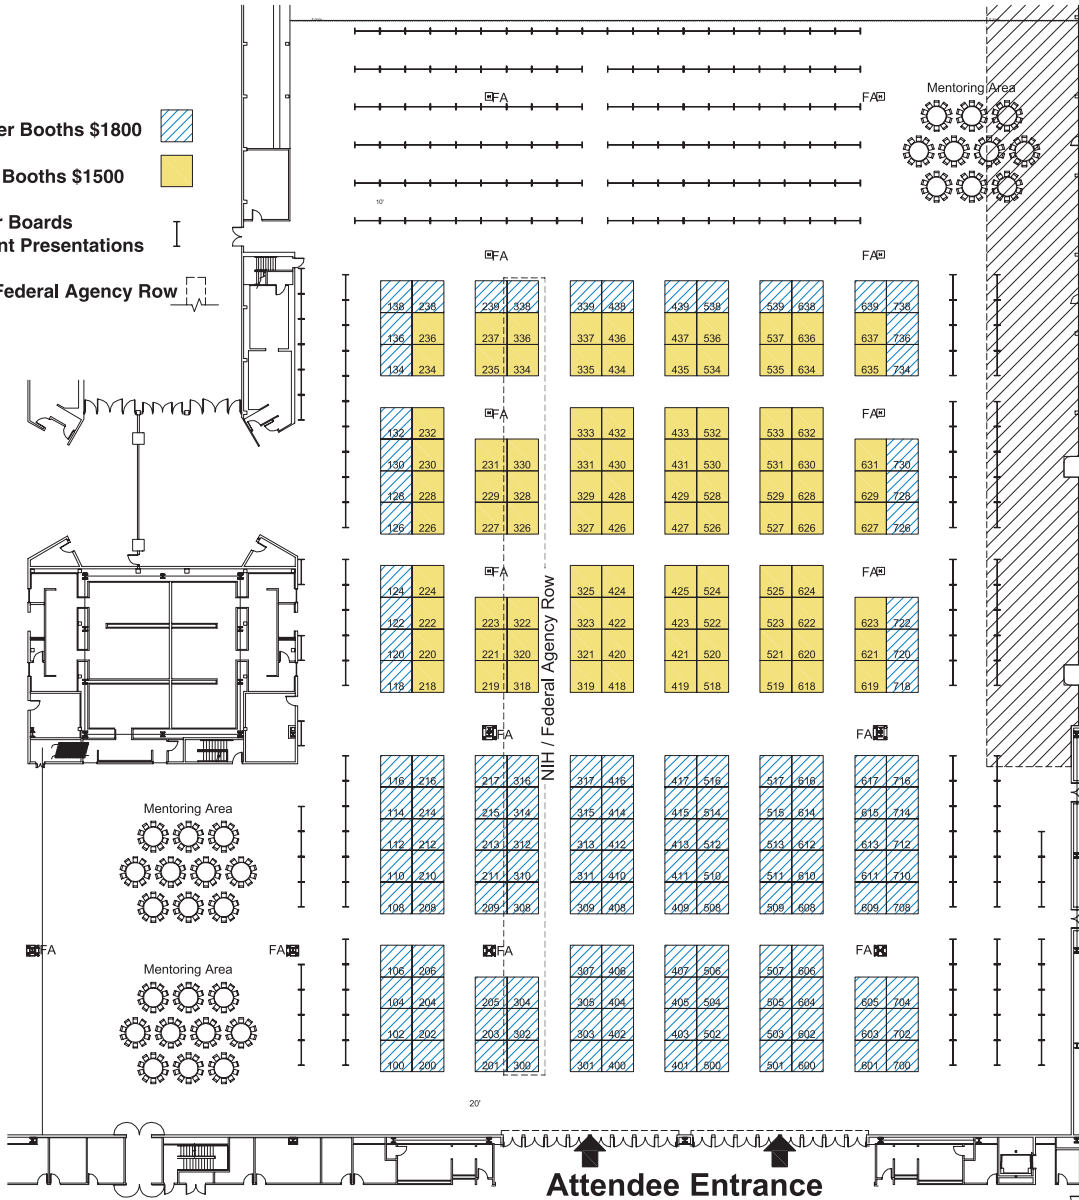 FA FA
Mentoring Area
er Booths $1800
Booths $1500
10'
r Boards
nt Presentations
FA FA
Federal Agency Row
138 238 239 338 339 438 439 538 539 638 639 738
136 236 237 336 337 436 437 536 537 636 637 736
134 234 235 334 335 434 435 534 535 634 635 734
FA FA
132 232 333 432 433 532 533 632
130 230 231 330 331 430 431 530 531 630 631 730
128 228 229 328 329 428 429 528 529 628 629 728
126 226 227 326 327 426 427 526 527 626 627 726
FA FA
124 224 325 424 425 524 525 624
122 222 223 322 323 422 423 522 523 622 623 722
120 220 221 320 321 420 421 520 521 620 621 720
118 218 219 318 319 418 419 518 519 618 619 718
NIH / Federal Agency Row
FA FA
116 216 217 316 317 416 417 516 517 616 617 716
114 214 215 314 315 414 415 514 515 614 615 714
Mentoring Area
112 212 213 312 313 412 413 512 513 612 613 712
110 210 211 310 311 410 411 510 511 610 611 710
108 208 209 308 309 408 409 508 509 608 609 708
FA FA FA FA
106 206 307 406 407 506 507 606
Mentoring Area
104 204 205 304 305 404 405 504 505 604 605 704
102 202 203 302 303 402 403 502 503 602 603 702
100 200 201 300 301 400 401 500 501 600 601 700
20'
Attendee Entrance